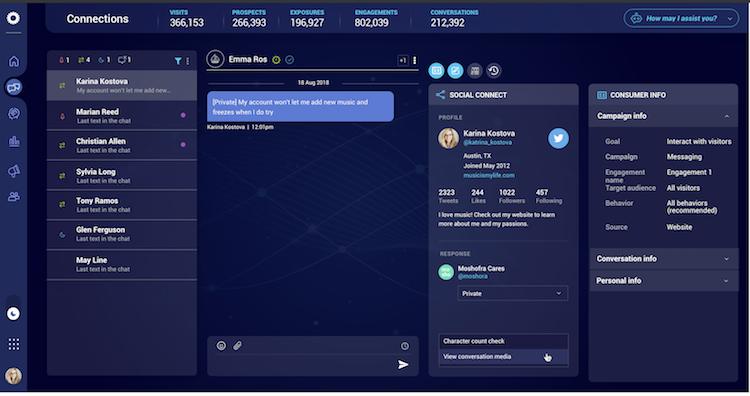 Connections
VISITS
366,153
PROSPECTS
266,393
EXPOSURES
196,927
ENGAGEMENTS
802,039
CONVERSATIONS
212,392
How may I assist you?
1 4 1 1
Karina Kostova
My account won't let me add new...
Marian Reed
Last text in the chat
Christian Allen
Last text in the chat
Sylvia Long
Last text in the chat
Tony Ramos
Last text in the chat
Glen Ferguson
Last text in the chat
May Line
Last text in the chat
Emma Ros
+1
18 Aug 2018
[Private] My account won't let me add new music and
freezes when I do try
Karina Kostova | 12:01pm
SOCIAL CONNECT
PROFILE
Karina Kostova
@katrina_kostova
Austin, TX
Joined May 2012
musicismylife.com
2323 244 1022 457
Tweets Likes Followers Following
I love music! Check out my website to learn
more about me and my passions.
RESPONSE
Moshofra Cares
@moshora
Private
Character count check
View conversation media
CONSUMER INFO
Campaign info
Goal Interact with visitors
Campaign Messaging
Engagement Engagement 1
name
Target audience All visitors
Behavior All behaviors
(recommended)
Source Website
Conversation info
Personal info